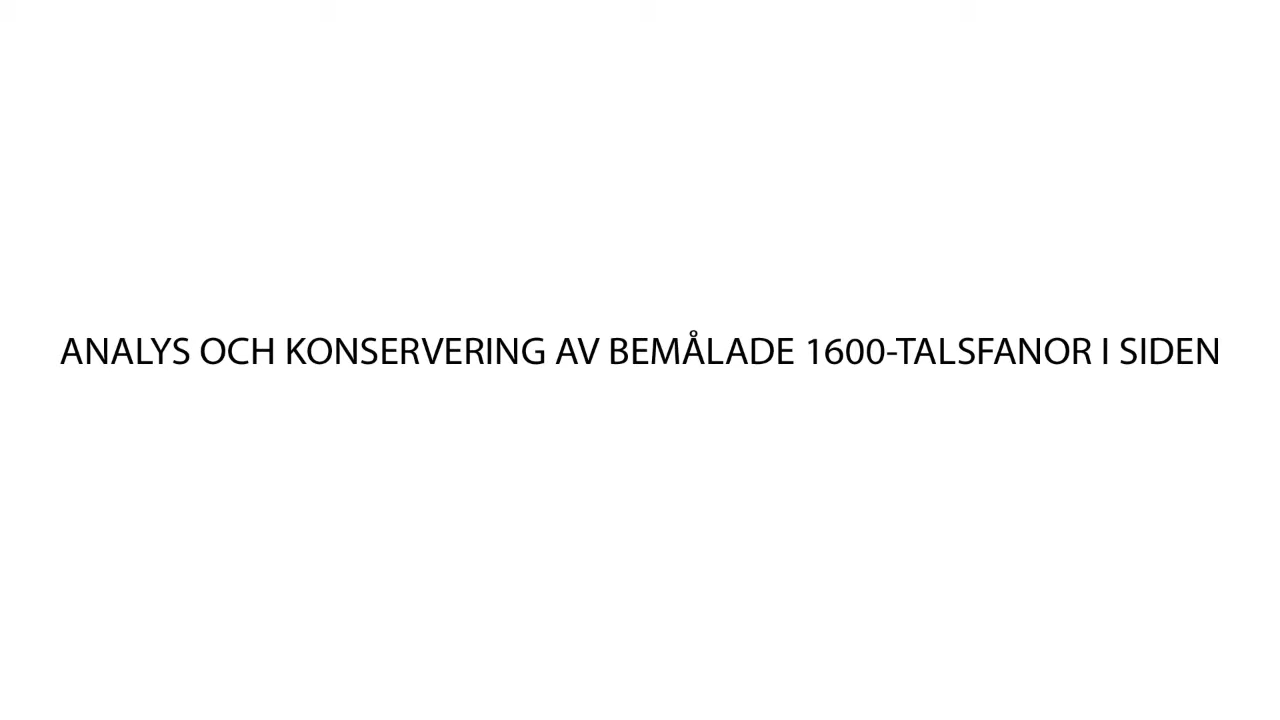 ANALYS OCH KONSERVERING AV BEMÅLADE 1600-TALSFANOR I SIDEN